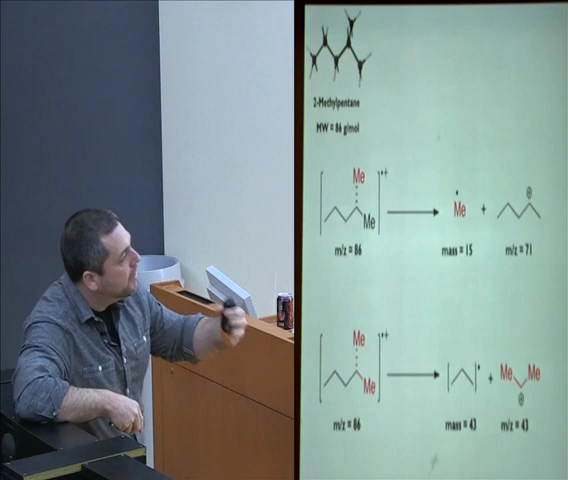 2-Methylpentane
MW = 86 g/mol
Me
Me
•+
m/z = 86
•
Me
mass = 15
+
⊕
m/z = 71
Me
Me
•+
m/z = 86
•
mass = 43
+
Me Me
⊕
m/z = 43